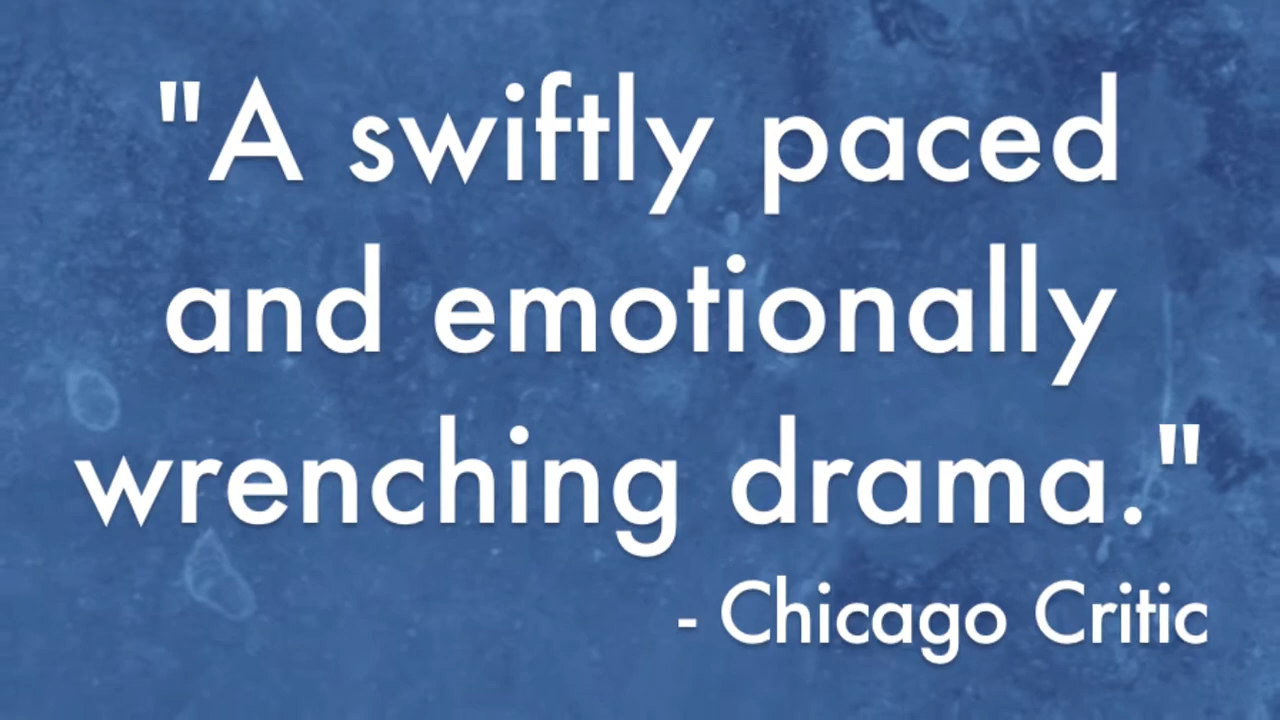 "A swiftly paced
and emotionally
wrenching drama."
- Chicago Critic